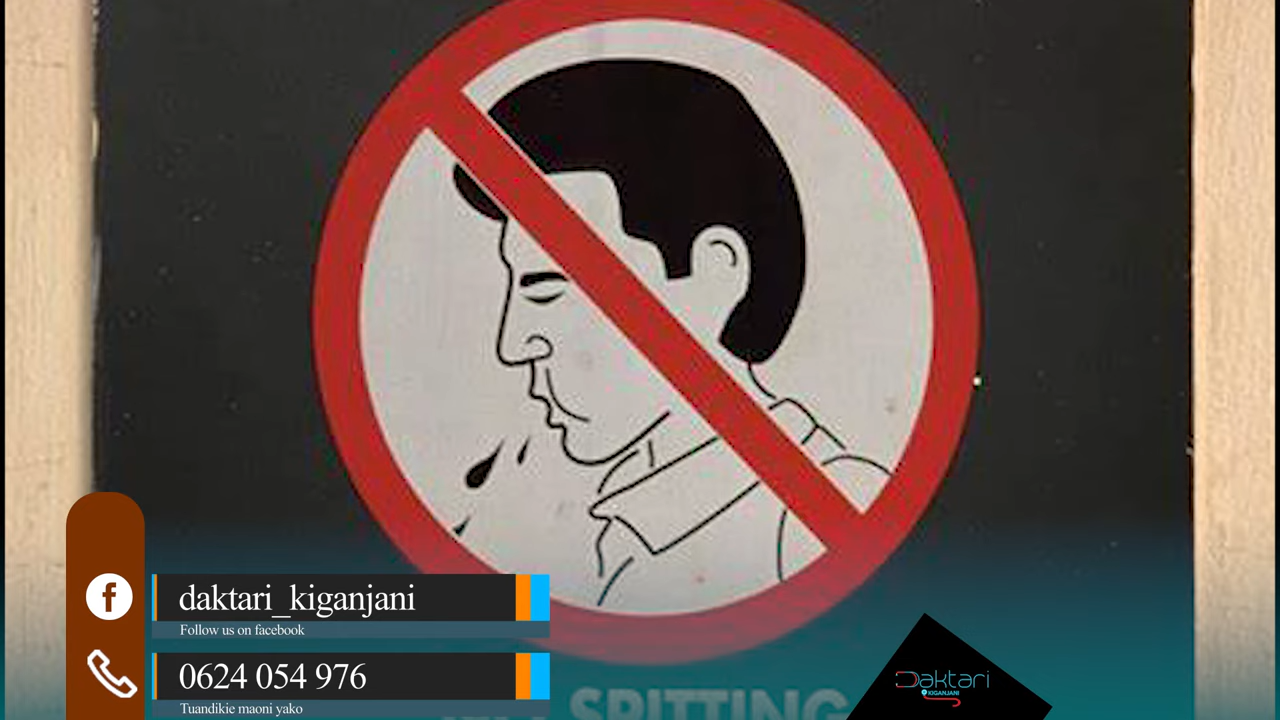 daktari_kiganjani
Follow us on facebook
0624 054 976
Tuandikie maoni yako
SPITTING
Daktari
KIGANJANI